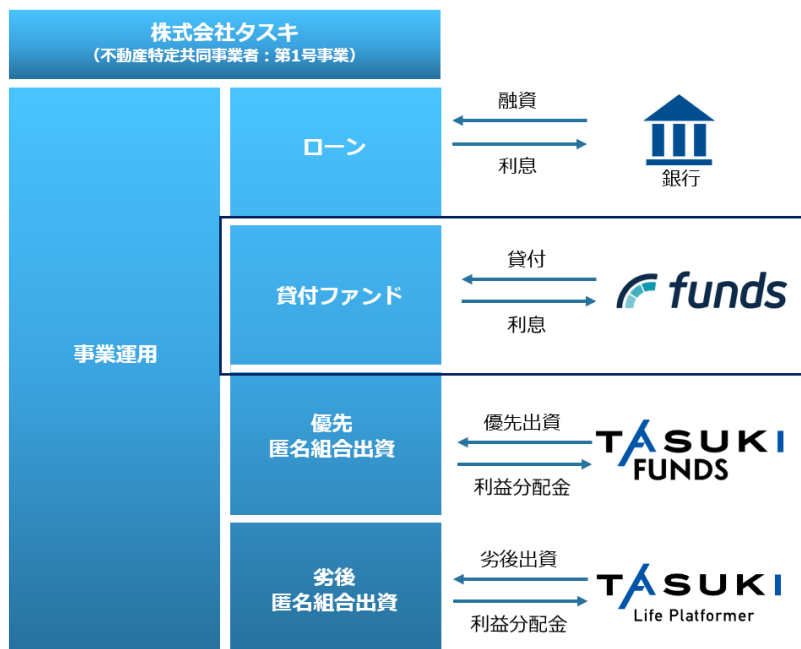 株式会社タスキ
（不動産特定共同事業者：第1号事業）
事業運用
ローン
融資
利息
銀行
貸付ファンド
貸付
利息
funds
優先
匿名組合出資
優先出資
利益分配金
TASUKI
FUNDS
劣後
匿名組合出資
劣後出資
利益分配金
TASUKI
Life Platformer